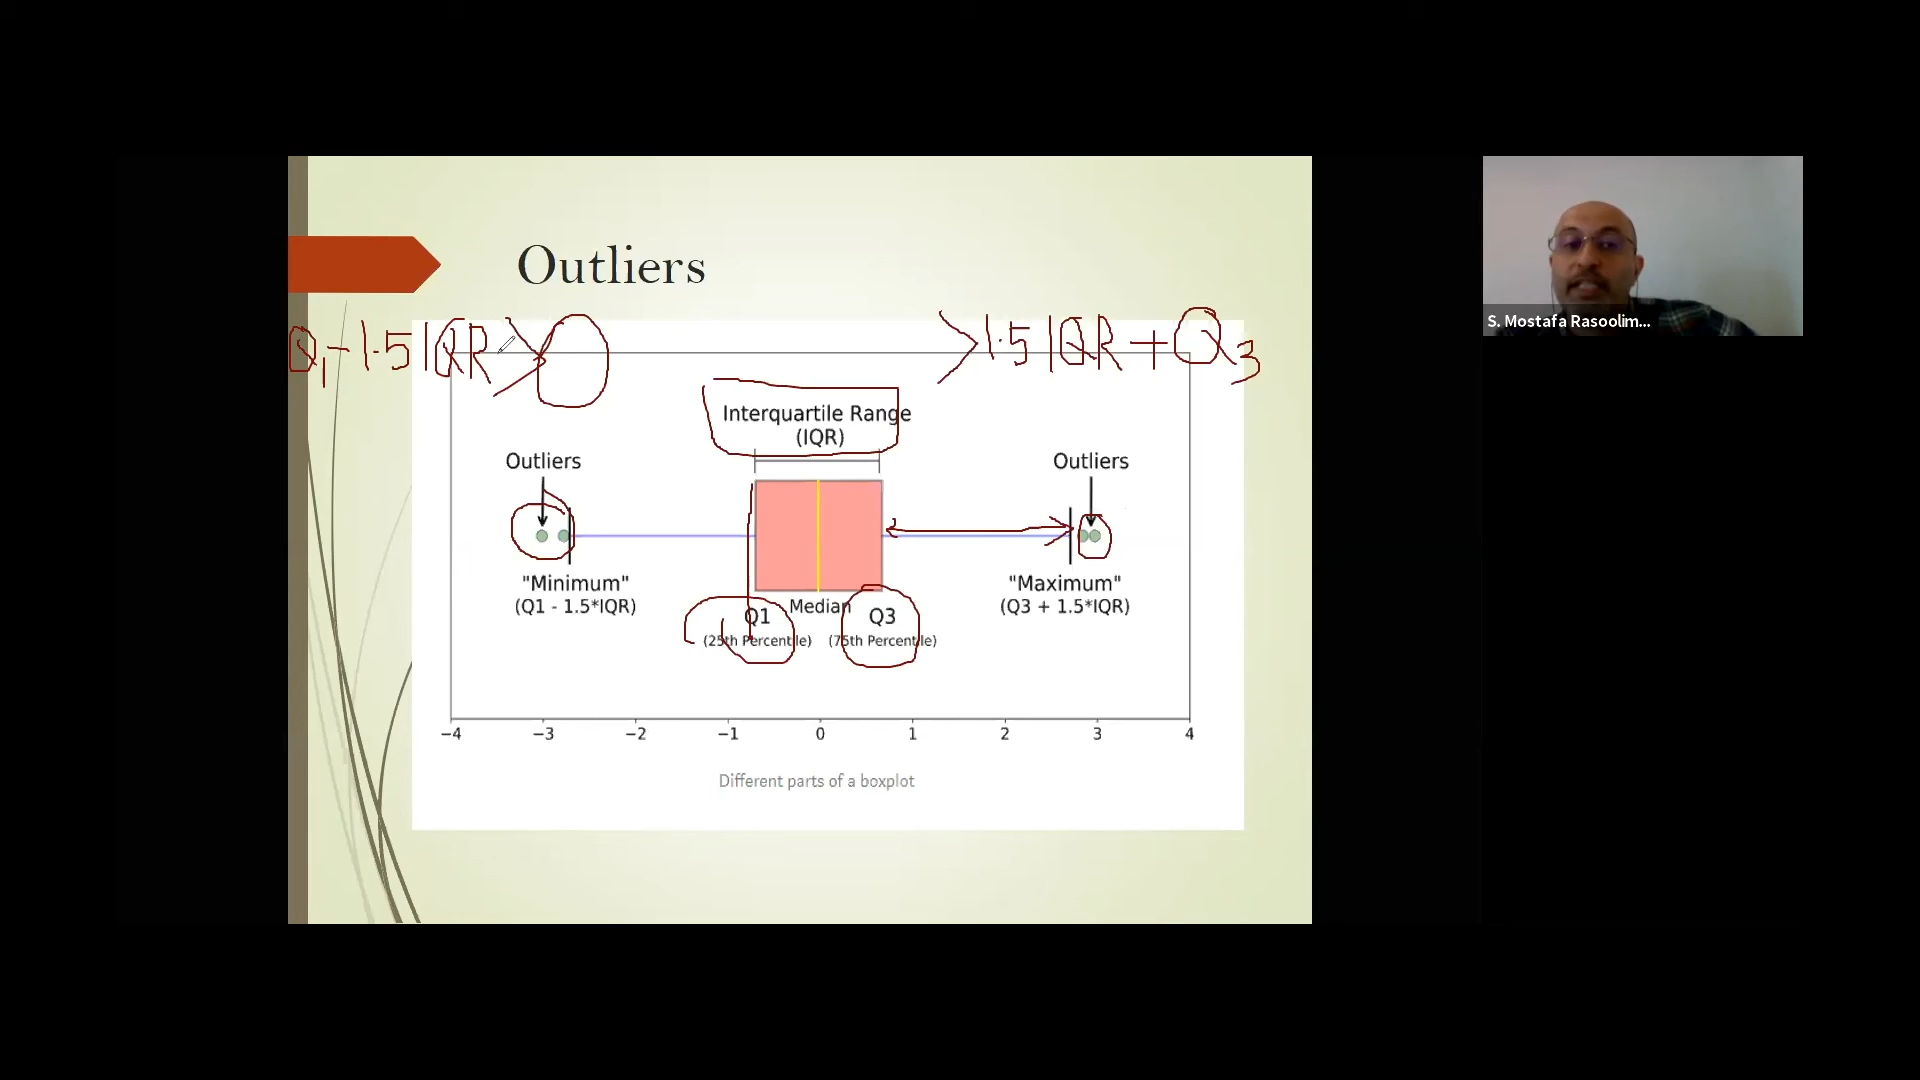 S. Mostafa Rasoolim...
Outliers
Q1 - 1.5 IQR > > 1.5 IQR + Q3
Interquartile Range
(IQR)
Outliers Outliers
"Minimum" "Maximum"
(Q1 - 1.5*IQR) (Q3 + 1.5*IQR)
Median
Q1 Q3
(25th Percentile) (75th Percentile)
−4 −3 −2 −1 0 1 2 3 4
Different parts of a boxplot